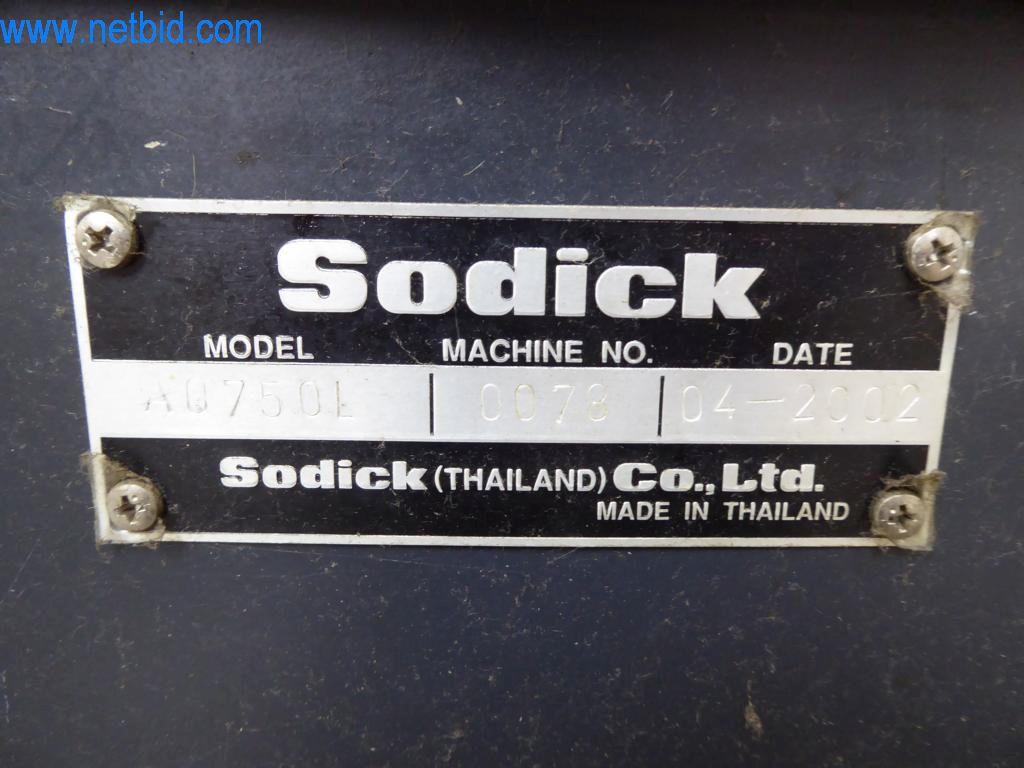 www.netbid.com
Sodick
MODEL MACHINE NO. DATE
AQ750L 0078 04-2002
Sodick (THAILAND) Co., Ltd.
MADE IN THAILAND